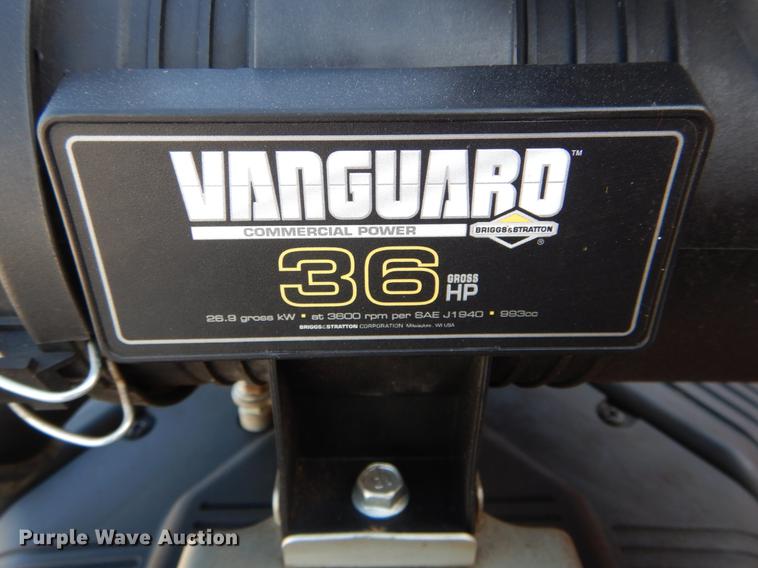 VANGUARD™
COMMERCIAL POWER
BRIGGS&STRATTON
®
36 GROSS HP
26.9 gross kW • at 3600 rpm per SAE J1940 • 993cc
BRIGGS&STRATTON CORPORATION Milwaukee, WI USA
Purple Wave Auction®